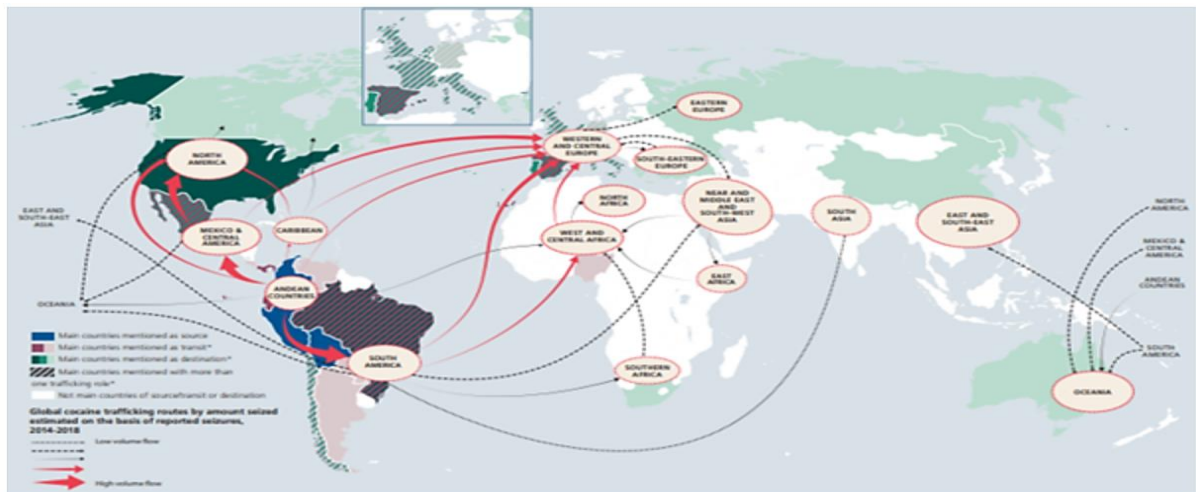 EASTERN
EUROPE
WESTERN
AND CENTRAL
EUROPE
SOUTH-EASTERN
EUROPE
NORTH
AMERICA
NORTH
AFRICA
NEAR AND
MIDDLE EAST
AND
SOUTH-WEST
ASIA
SOUTH
ASIA
EAST AND
SOUTH-EAST
ASIA
NORTH
AMERICA
EAST AND
SOUTH-EAST
ASIA
MEXICO &
CENTRAL
AMERICA
CARIBBEAN
WEST AND
CENTRAL AFRICA
MEXICO &
CENTRAL
AMERICA
EAST
AFRICA
ANDEAN
COUNTRIES
ANDEAN
COUNTRIES
OCEANIA
SOUTH
AMERICA
SOUTH
AMERICA
SOUTHERN
AFRICA
OCEANIA
Main countries mentioned as source
Main countries mentioned as transit*
Main countries mentioned as destination*
Main countries mentioned with more than
one trafficking role*
Not main countries of source/transit or destination
Global cocaine trafficking routes by amount seized
estimated on the basis of reported seizures,
2014-2018
Low volume flow
High-volume flow